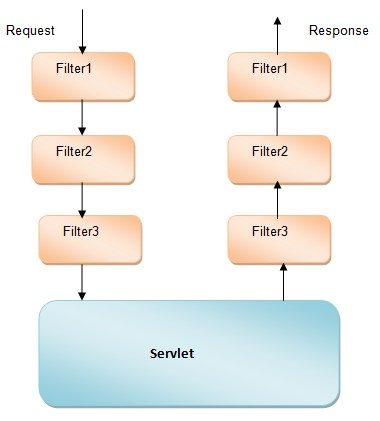 Request
Response
Filter1
Filter1
Filter2
Filter2
Filter3
Filter3
Servlet